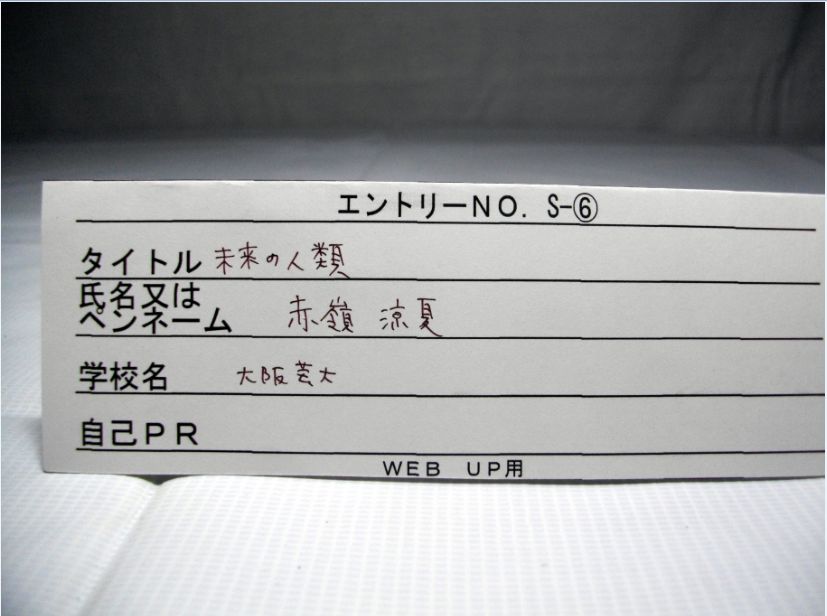 エントリーNO. S-⑥
タイトル 未来の人類
氏名又は
ペンネーム 赤嶺 涼夏
学校名 大阪芸大
自己PR
WEB UP用